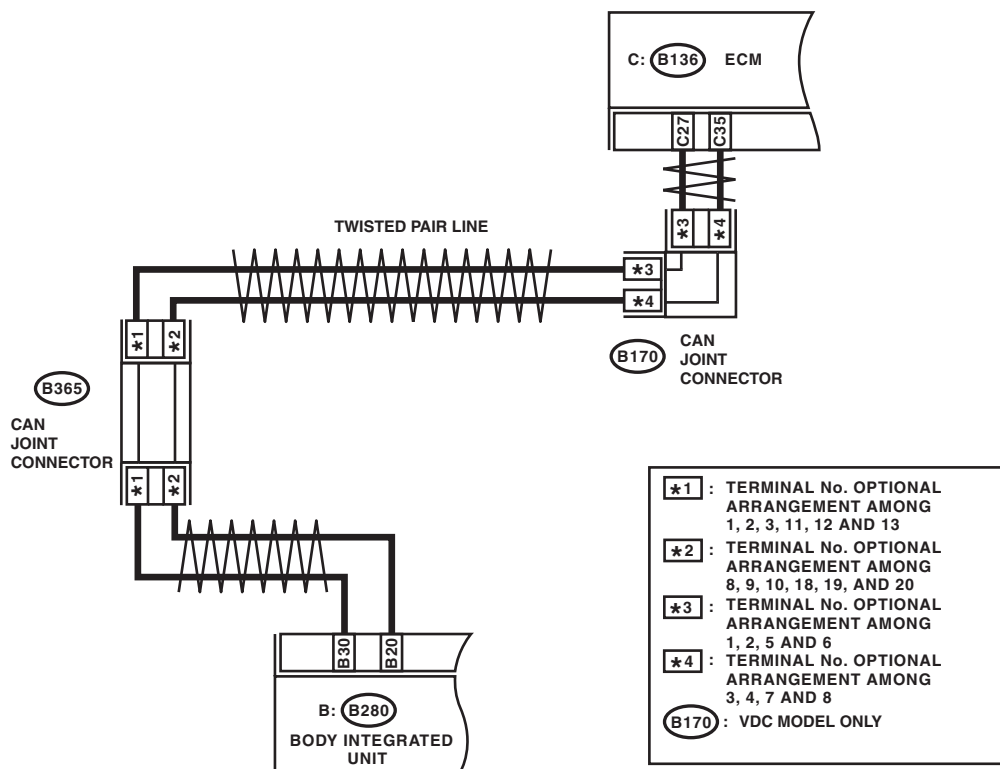 C: B136 ECM
C27 C35
*3 *4
TWISTED PAIR LINE
*3
*4
B170
CAN
JOINT
CONNECTOR
*1 *2
B365
CAN
JOINT
CONNECTOR
*1 *2
B30 B20
B: B280
BODY INTEGRATED
UNIT
*1 : TERMINAL No. OPTIONAL
ARRANGEMENT AMONG
1, 2, 3, 11, 12 AND 13
*2 : TERMINAL No. OPTIONAL
ARRANGEMENT AMONG
8, 9, 10, 18, 19, AND 20
*3 : TERMINAL No. OPTIONAL
ARRANGEMENT AMONG
1, 2, 5 AND 6
*4 : TERMINAL No. OPTIONAL
ARRANGEMENT AMONG
3, 4, 7 AND 8
B170 : VDC MODEL ONLY